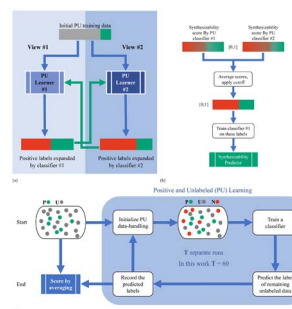 Initial PU training data
View #1
View #2
PU
Learner
#1
PU
Learner
#2
Positive labels expanded
by classifier #1
Positive labels expanded
by classifier #2
(a)
Synthesizability
score By PU
classifier #1
Synthesizability
score By PU
classifier #2
[0,1]
Average scores,
apply cutoff
[0,1]
Train classifier #1
on these labels
Synthesizability
Predictor
(b)
Positive and Unlabeled (PU) Learning
P U
P U N
Start
Initialize PU
data-handling
Train a
classifier
T separate runs
In this work T = 60
End
Score by
averaging
Record the
predicted
labels
Predict the labels
of remaining
unlabeled data